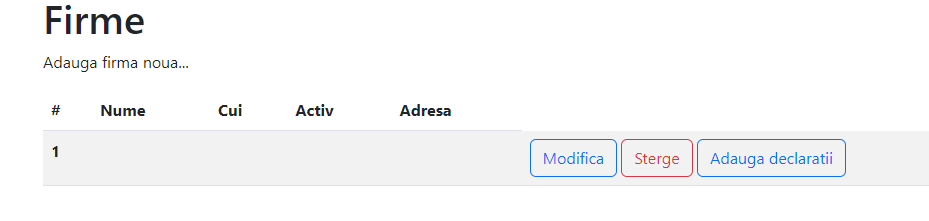 Firme
Adauga firma noua...
# Nume Cui Activ Adresa
1 Modifica Sterge Adauga declaratii